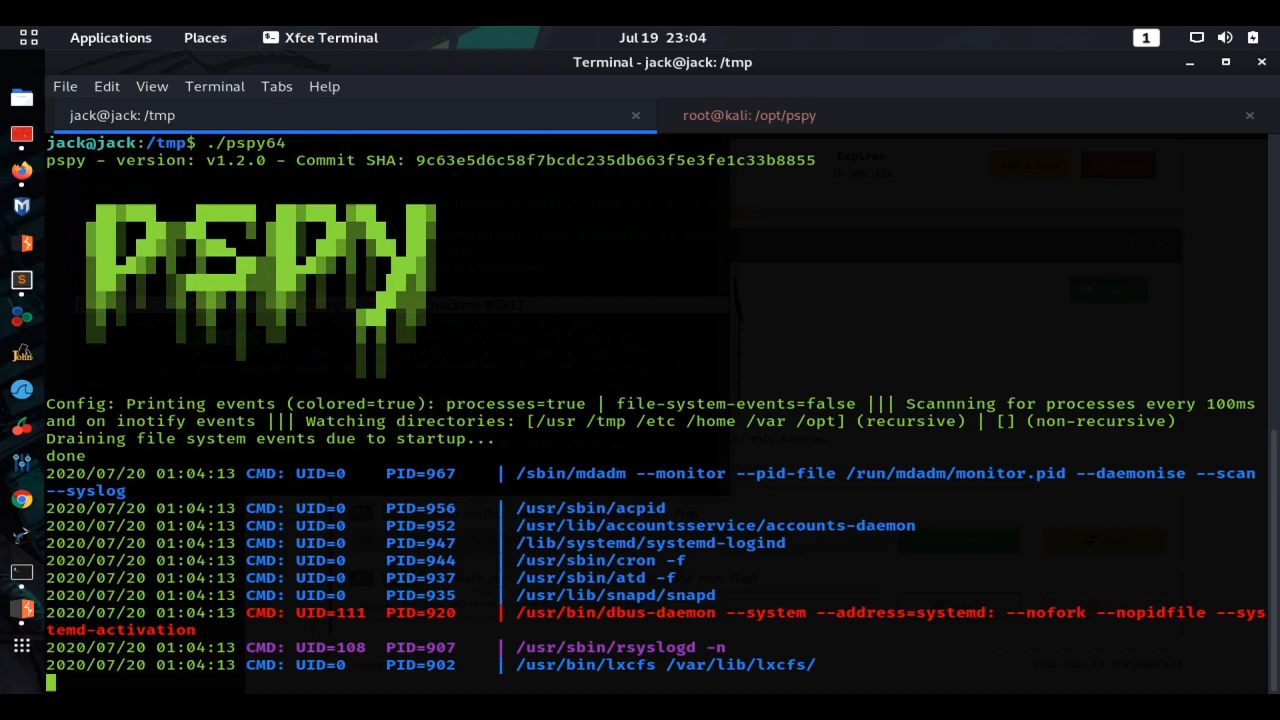 Applications Places Xfce Terminal Jul 19 23:04 1
Terminal - jack@jack: /tmp
File Edit View Terminal Tabs Help
jack@jack: /tmp × root@kali: /opt/pspy ×
jack@jack:/tmp$ ./pspy64
pspy - version: v1.2.0 - Commit SHA: 9c63e5d6c58f7bcdc235db663f5e3fe1c33b8855
pspy
Config: Printing events (colored=true): processes=true | file-system-events=false ||| Scannning for processes every 100ms
and on inotify events ||| Watching directories: [/usr /tmp /etc /home /var /opt] (recursive) | [] (non-recursive)
Draining file system events due to startup...
done
2020/07/20 01:04:13 CMD: UID=0    PID=967    | /sbin/mdadm --monitor --pid-file /run/mdadm/monitor.pid --daemonise --scan
--syslog
2020/07/20 01:04:13 CMD: UID=0    PID=956    | /usr/sbin/acpid
2020/07/20 01:04:13 CMD: UID=0    PID=952    | /usr/lib/accountsservice/accounts-daemon
2020/07/20 01:04:13 CMD: UID=0    PID=947    | /lib/systemd/systemd-logind
2020/07/20 01:04:13 CMD: UID=0    PID=944    | /usr/sbin/cron -f
2020/07/20 01:04:13 CMD: UID=0    PID=937    | /usr/sbin/atd -f
2020/07/20 01:04:13 CMD: UID=0    PID=935    | /usr/lib/snapd/snapd
2020/07/20 01:04:13 CMD: UID=111  PID=920    | /usr/bin/dbus-daemon --system --address=systemd: --nofork --nopidfile --sys
temd-activation
2020/07/20 01:04:13 CMD: UID=108  PID=907    | /usr/sbin/rsyslogd -n
2020/07/20 01:04:13 CMD: UID=0    PID=902    | /usr/bin/lxcfs /var/lib/lxcfs/